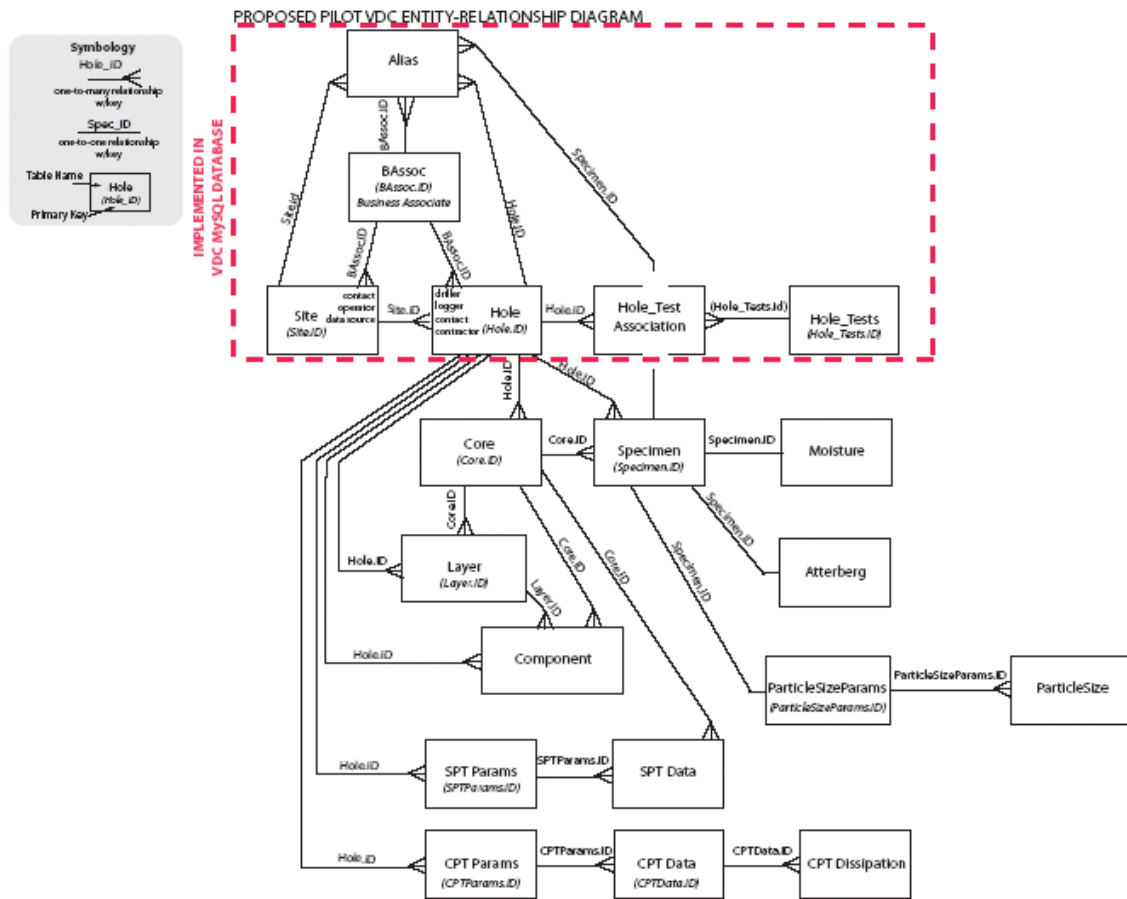 PROPOSED PILOT VDC ENTITY-RELATIONSHIP DIAGRAM
Symbology
Hole_ID
one-to-many relationship
w/key
Spec_ID
one-to-one relationship
w/key
Table Name
Hole
(Hole_ID)
Primary Key
IMPLEMENTED IN
VDC MySQL DATABASE
Alias
BAssoc.ID
Specimen.ID
Site.Id
Hole.ID
BAssoc
(BAssoc.ID)
Business Associate
BAssoc.ID
BAssoc.ID
contact
operator
data source
Site
(Site.ID)
Site.ID
driller
logger
contact
contractor
Hole
(Hole.ID)
Hole.ID
Hole_Test
Association
(Hole_Tests.Id)
Hole_Tests
(Hole_Tests.ID)
Hole.ID
Hole.ID
Core
(Core.ID)
Core.ID
Specimen
(Specimen.ID)
Specimen.ID
Moisture
Core.ID
Core.ID
Core.ID
Specimen.ID
Specimen.ID
Hole.ID
Layer
(Layer.ID)
Layer.ID
Atterberg
Hole.ID
Component
ParticleSizeParams
(ParticleSizeParams.ID)
ParticleSizeParams.ID
ParticleSize
Hole.ID
SPT Params
(SPTParams.ID)
SPTParams.ID
SPT Data
Hole_ID
CPT Params
(CPTParams.ID)
CPTParams.ID
CPT Data
(CPTData.ID)
CPTData.ID
CPT Dissipation